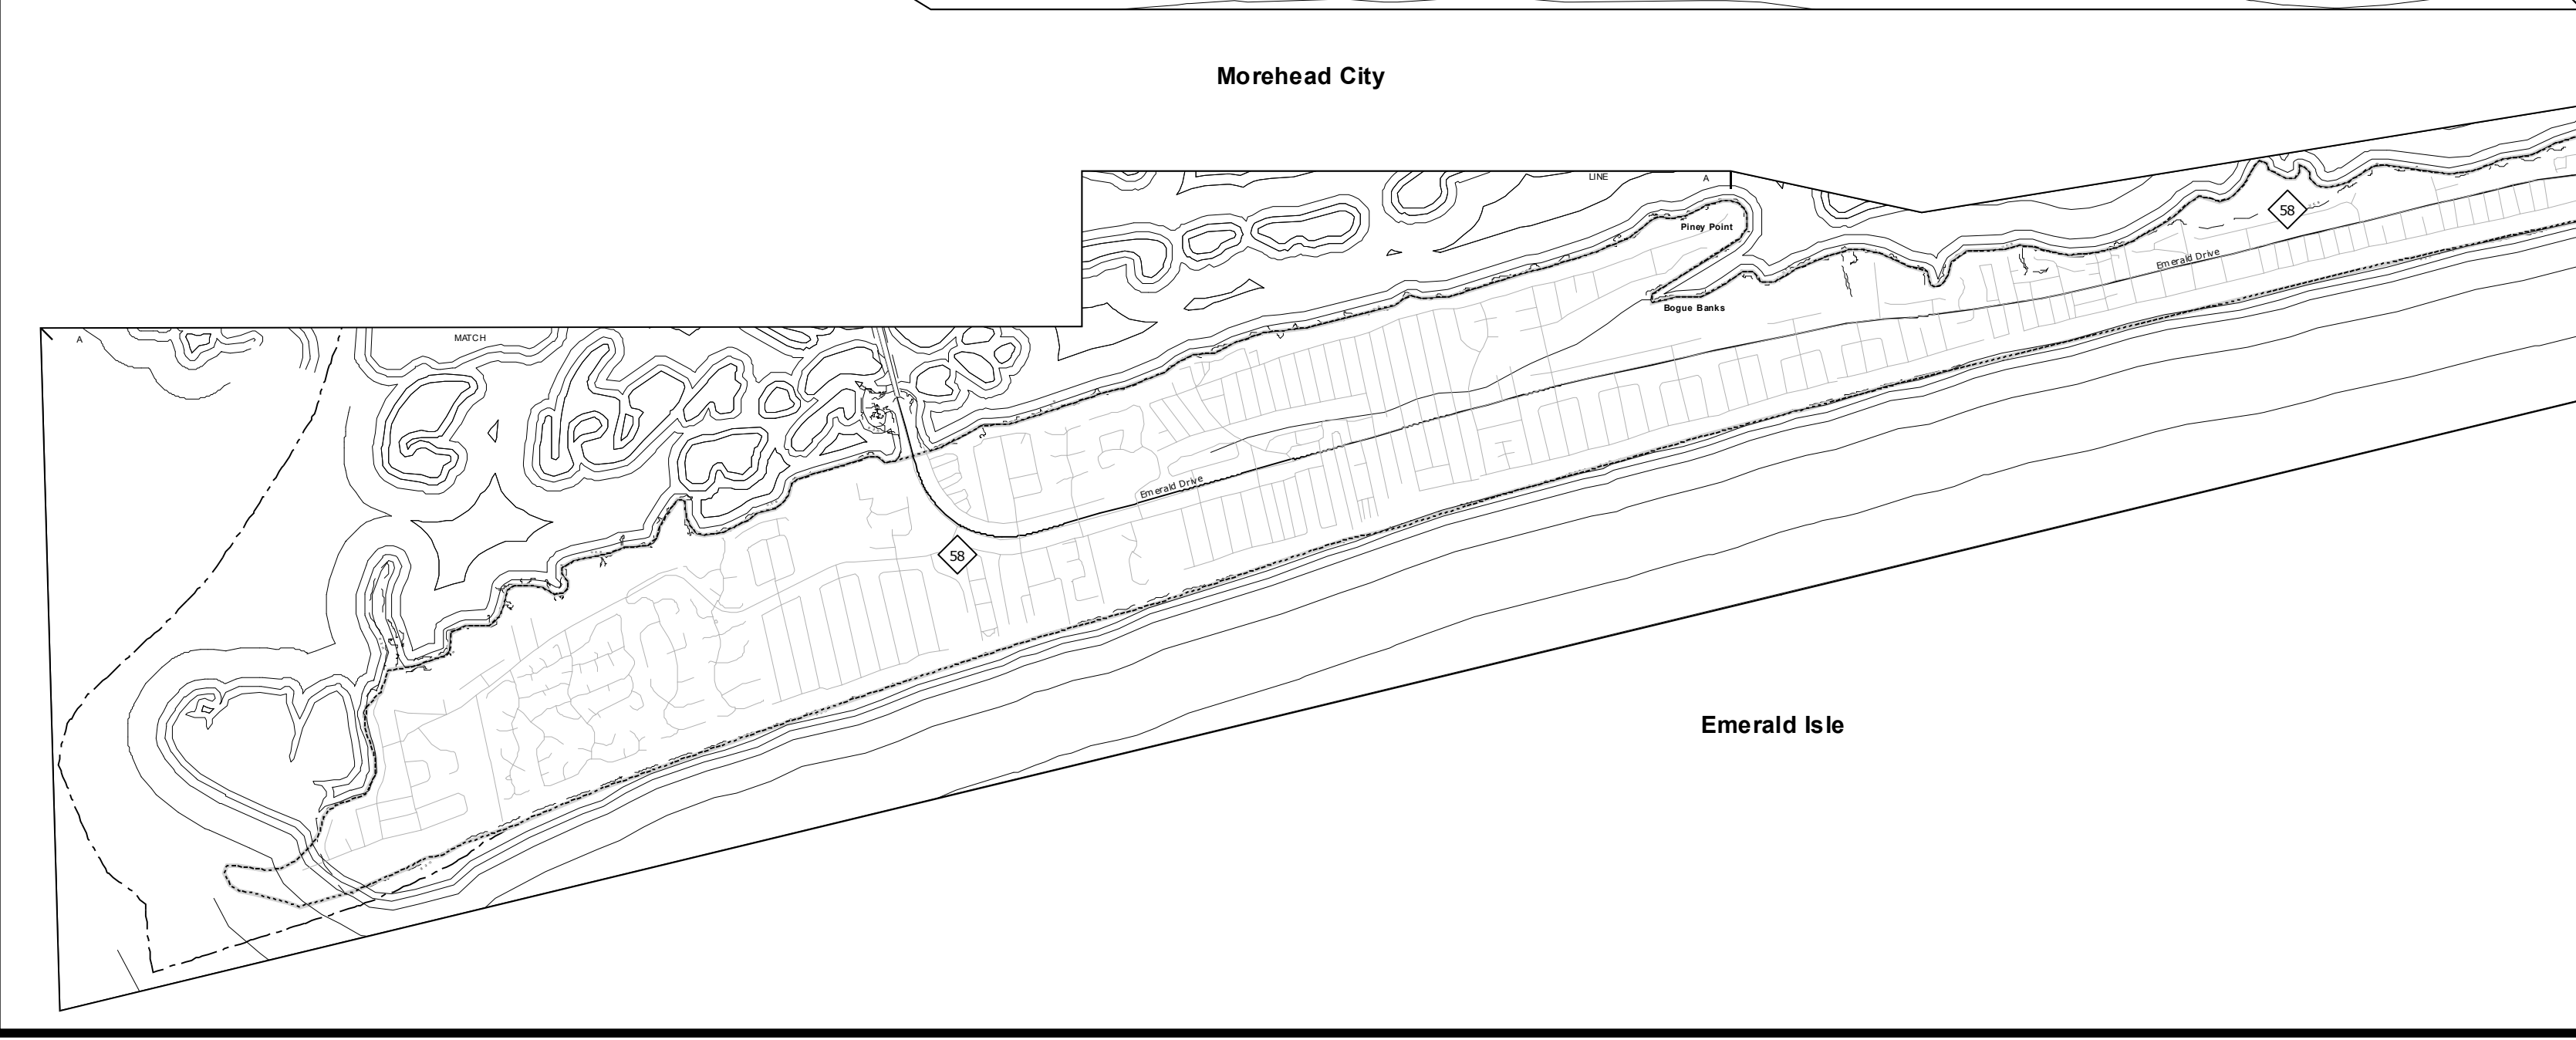 Morehead City
LINE
A
58
Piney Point
Emerald Drive
Bogue Banks
A
MATCH
Emerald Drive
58
Emerald Isle